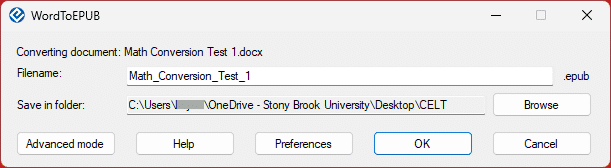 WordToEPUB
Converting document: Math Conversion Test 1.docx
Filename: Math_Conversion_Test_1 .epub
Save in folder: C:\Users\ \OneDrive - Stony Brook University\Desktop\CELT Browse
Advanced mode Help Preferences OK Cancel